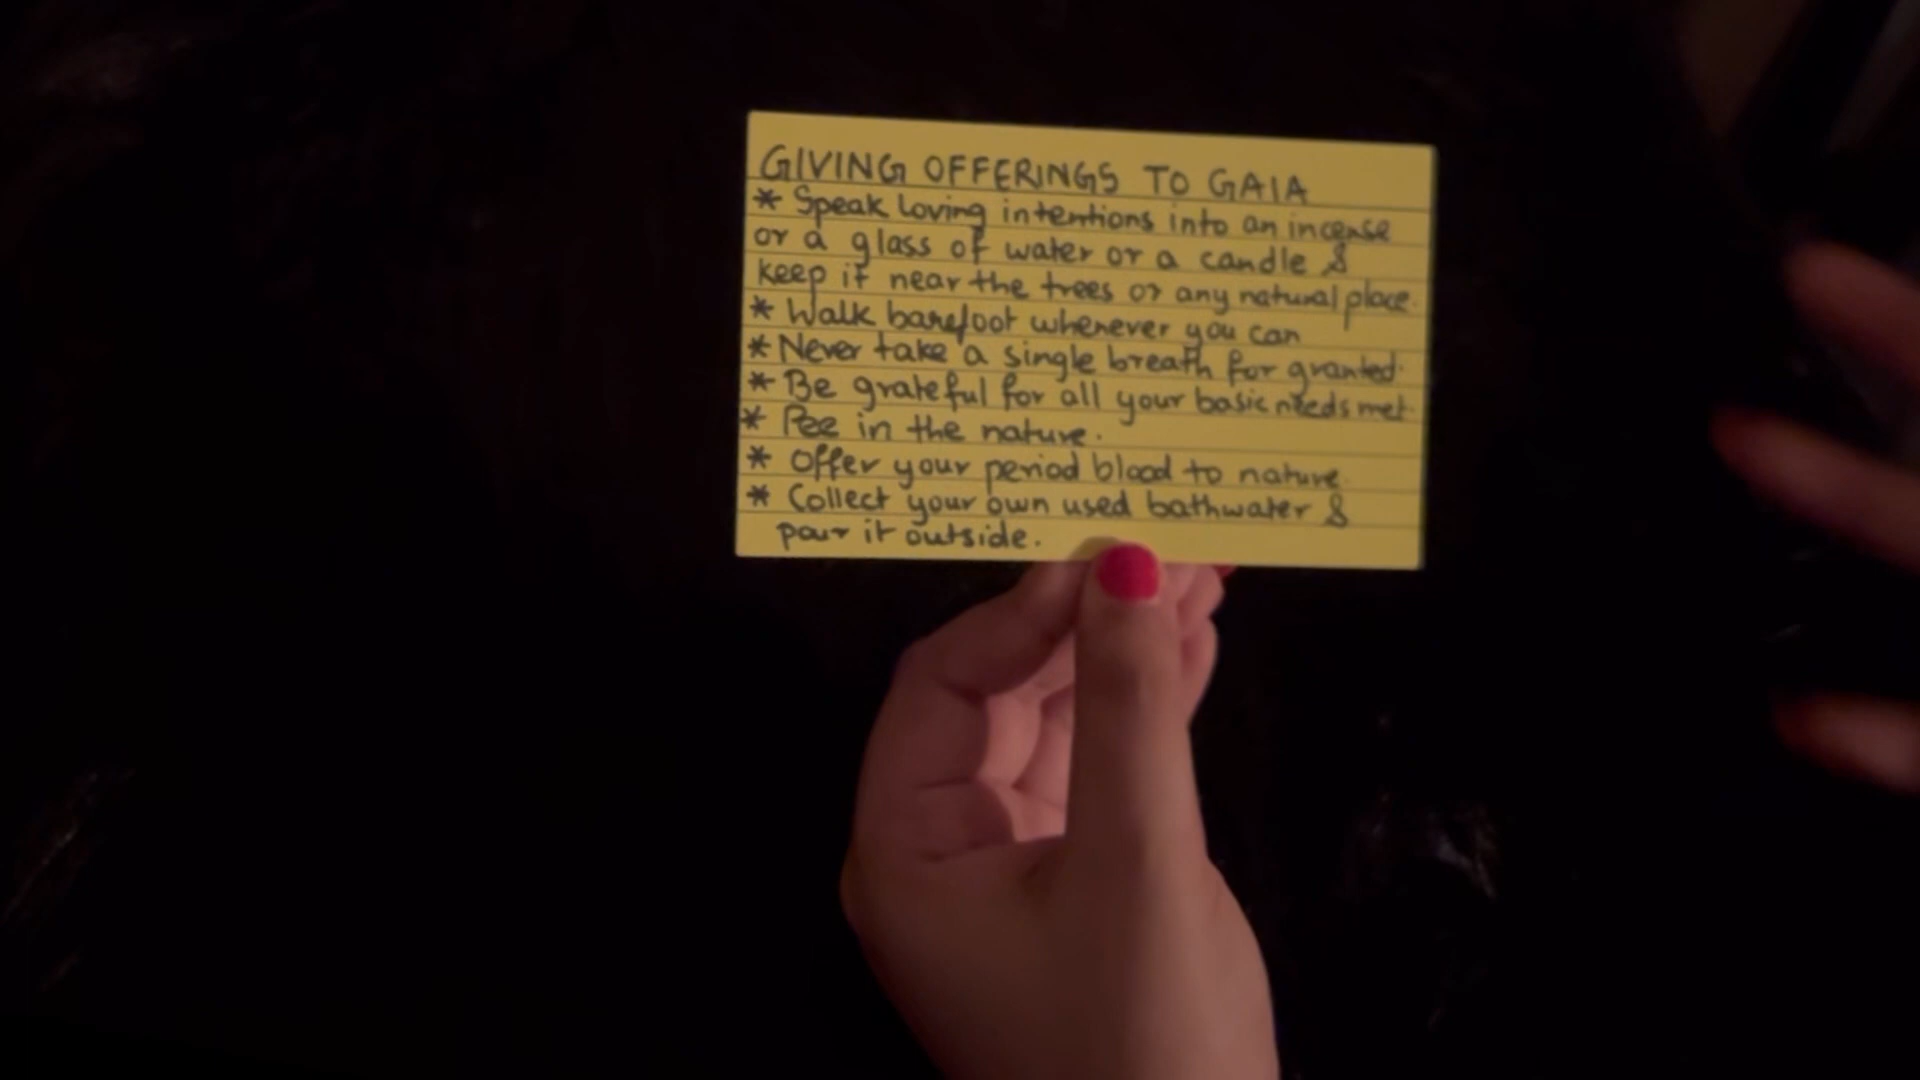 GIVING OFFERINGS TO GAIA
* Speak loving intentions into an incense
or a glass of water or a candle &
keep it near the trees or any natural place.
* Walk barefoot whenever you can
* Never take a single breath for granted.
* Be grateful for all your basic needs met.
* Pee in the nature.
* Offer your period blood to nature.
* Collect your own used bathwater &
pour it outside.